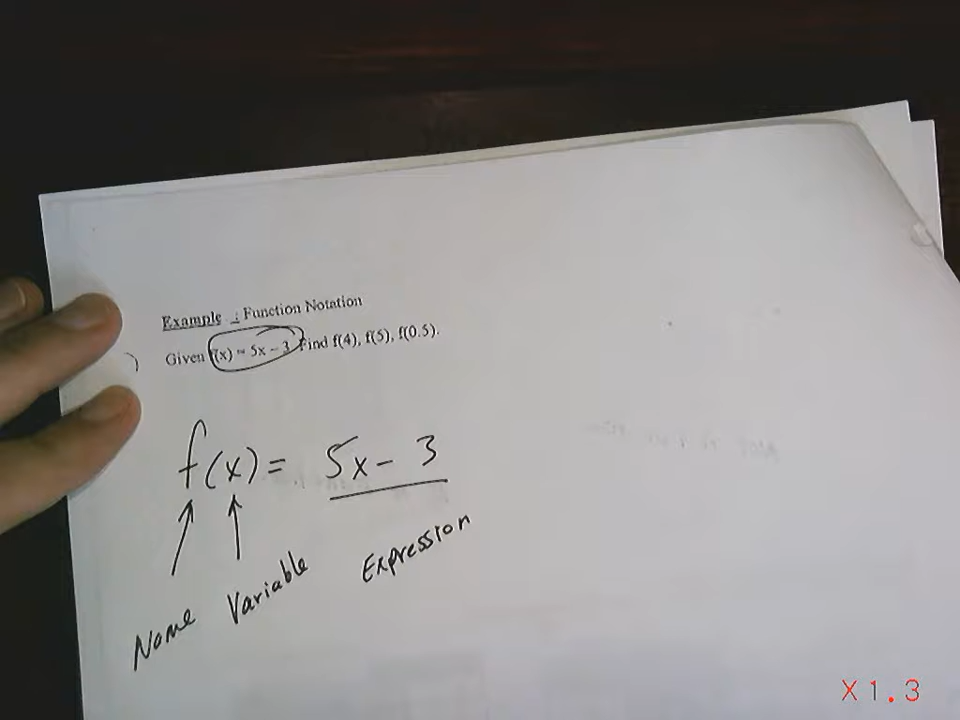 Example : Function Notation
Given f(x) = 5x – 3 Find f(4), f(5), f(0.5).
f(x) = 5x – 3
Name Variable Expression
X1.3